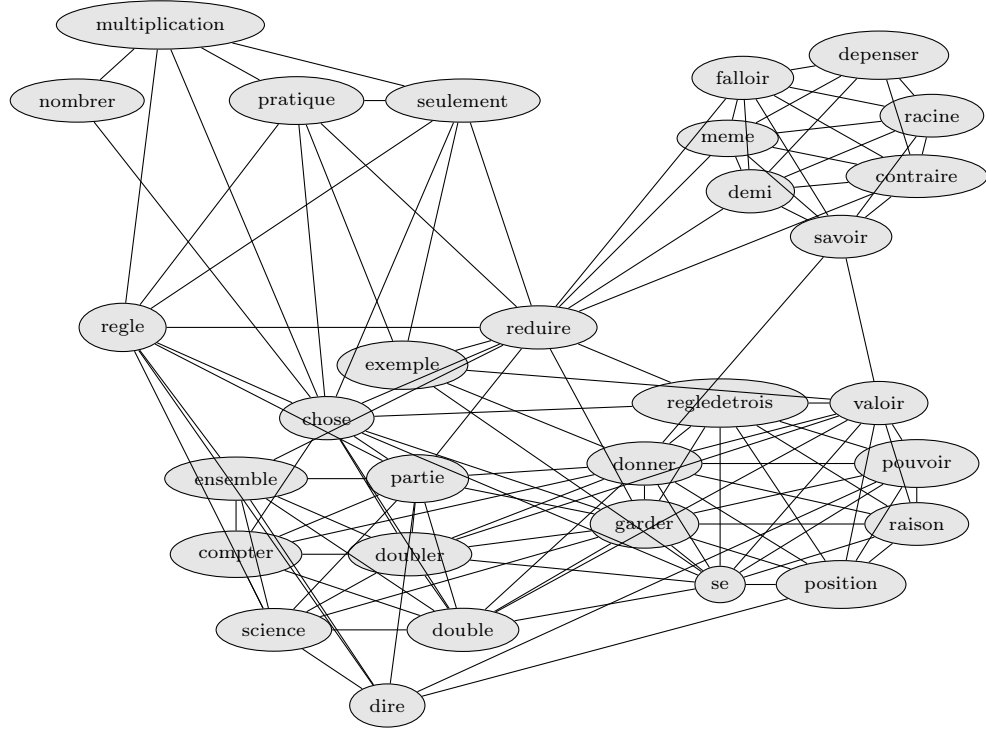 multiplication
depenser
falloir
nombrer
pratique
seulement
racine
meme
contraire
demi
savoir
regle
reduire
exemple
regledetrois
valoir
chose
donner
pouvoir
ensemble
partie
garder
raison
compter
doubler
se
position
science
double
dire